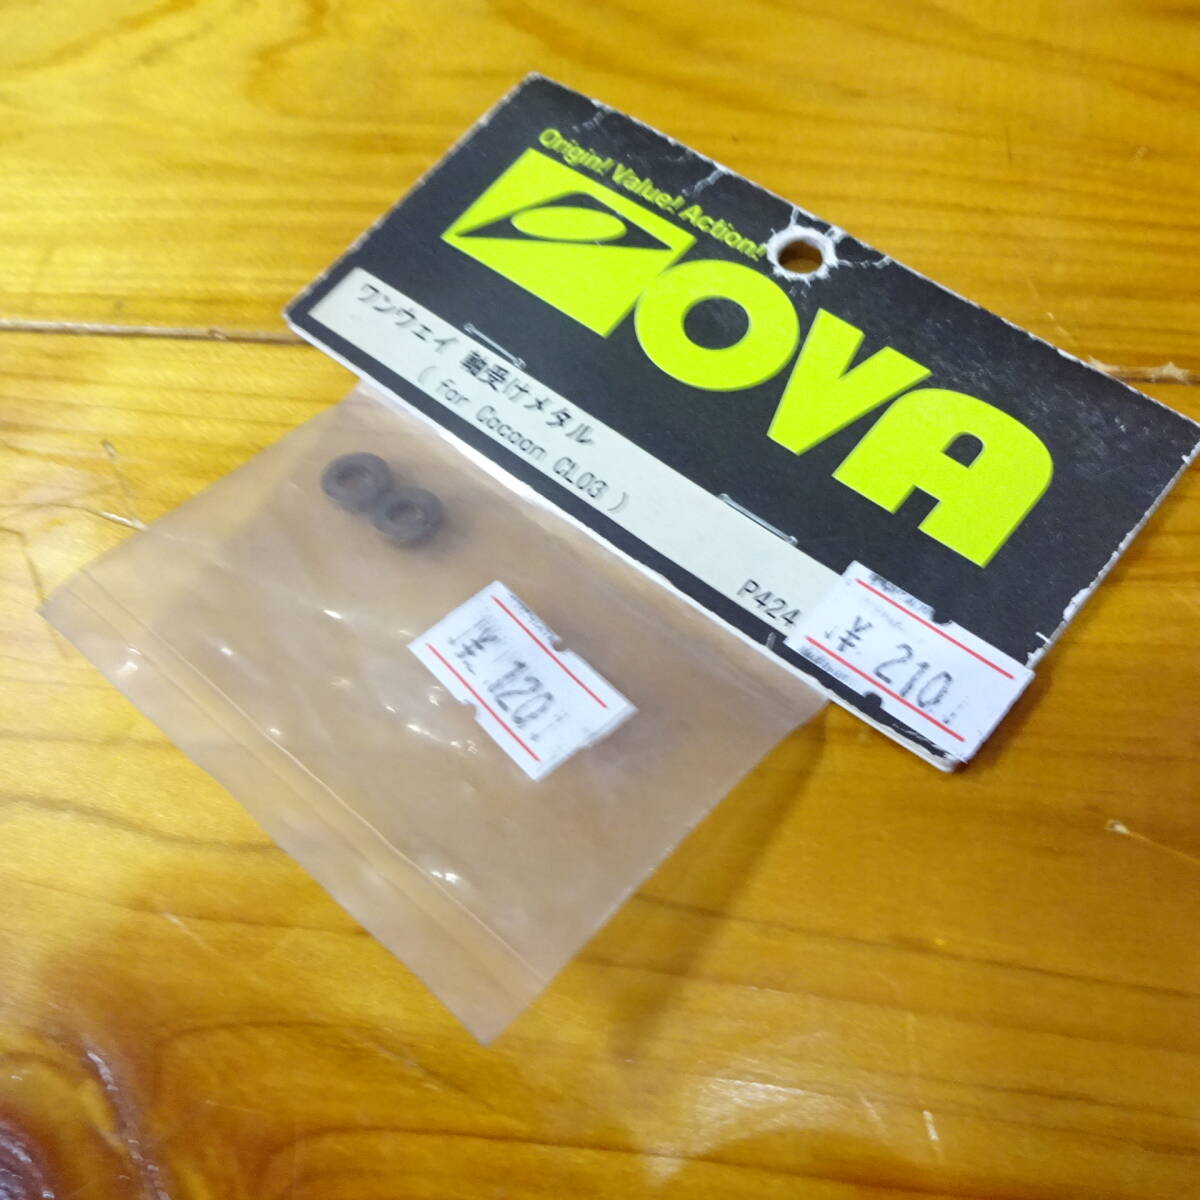 Origin! Value! Action!
OVA
ワンウェイ 軸受けメタル
( for Cocoon CL03 )
P424
¥ 210
¥ 120